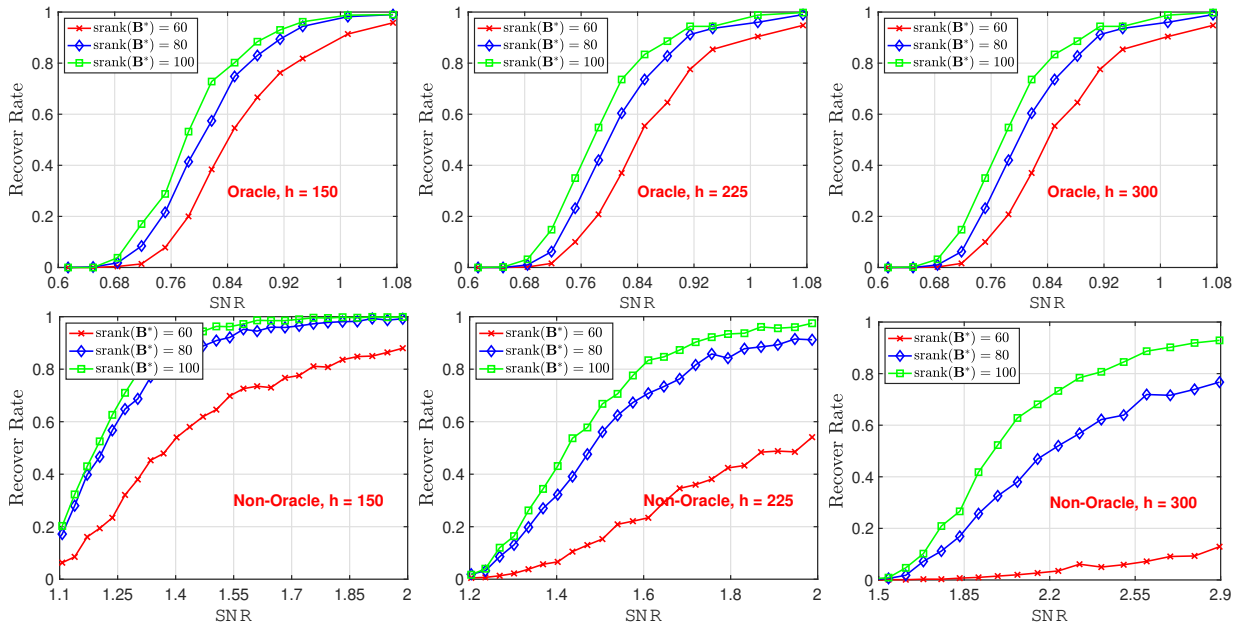 Recover Rate
1
0.8
0.6
0.4
0.2
0
srank(B*) = 60
srank(B*) = 80
srank(B*) = 100
Oracle, h = 150
0.6 0.68 0.76 0.84 0.92 1 1.08
SNR
Recover Rate
1
0.8
0.6
0.4
0.2
0
srank(B*) = 60
srank(B*) = 80
srank(B*) = 100
Oracle, h = 225
0.6 0.68 0.76 0.84 0.92 1 1.08
SNR
Recover Rate
1
0.8
0.6
0.4
0.2
0
srank(B*) = 60
srank(B*) = 80
srank(B*) = 100
Oracle, h = 300
0.6 0.68 0.76 0.84 0.92 1 1.08
SNR
Recover Rate
1
0.8
0.6
0.4
0.2
0
srank(B*) = 60
srank(B*) = 80
srank(B*) = 100
Non-Oracle, h = 150
1.1 1.25 1.4 1.55 1.7 1.85 2
SNR
Recover Rate
1
0.8
0.6
0.4
0.2
0
srank(B*) = 60
srank(B*) = 80
srank(B*) = 100
Non-Oracle, h = 225
1.2 1.4 1.6 1.8 2
SNR
Recover Rate
1
0.8
0.6
0.4
0.2
0
srank(B*) = 60
srank(B*) = 80
srank(B*) = 100
Non-Oracle, h = 300
1.5 1.85 2.2 2.55 2.9
SNR